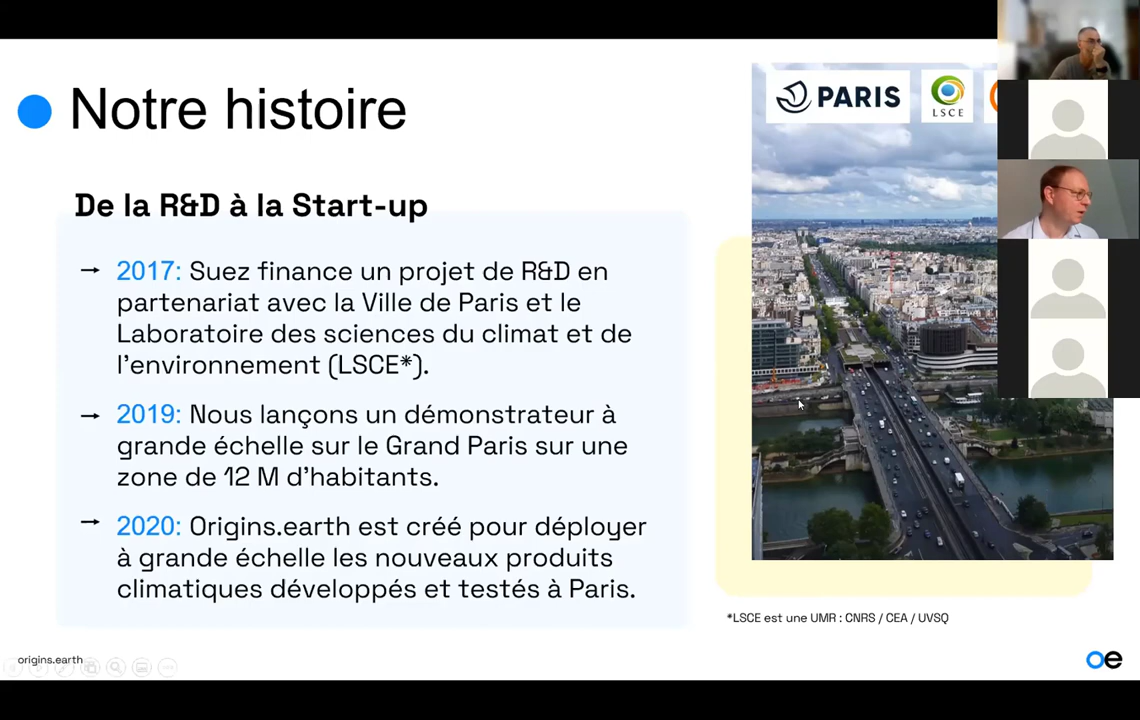 Notre histoire
PARIS
LSCE
De la R&D à la Start-up
→ 2017: Suez finance un projet de R&D en
partenariat avec la Ville de Paris et le
Laboratoire des sciences du climat et de
l'environnement (LSCE*).
→ 2019: Nous lançons un démonstrateur à
grande échelle sur le Grand Paris sur une
zone de 12 M d'habitants.
→ 2020: Origins.earth est créé pour déployer
à grande échelle les nouveaux produits
climatiques développés et testés à Paris.
*LSCE est une UMR : CNRS / CEA / UVSQ
origins.earth
oe